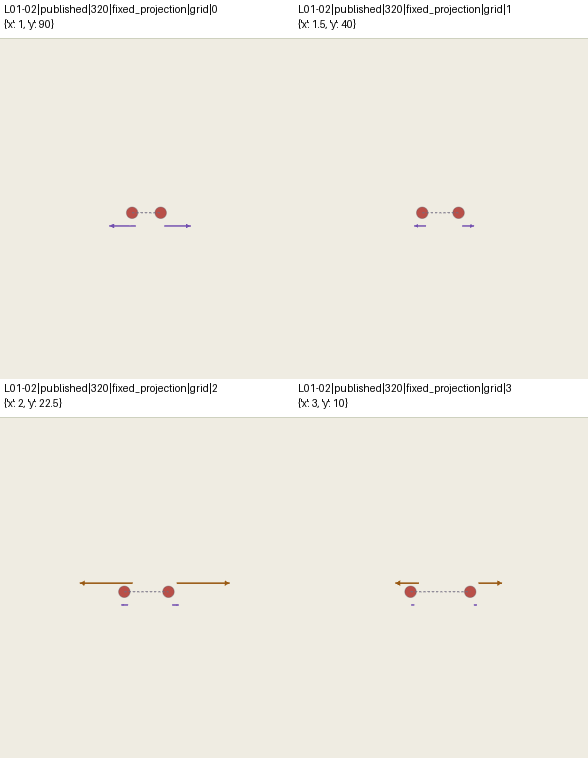 L01-02|published|320|fixed_projection|grid|0
{'x': 1, 'y': 90}
L01-02|published|320|fixed_projection|grid|1
{'x': 1.5, 'y': 40}
L01-02|published|320|fixed_projection|grid|2
{'x': 2, 'y': 22.5}
L01-02|published|320|fixed_projection|grid|3
{'x': 3, 'y': 10}